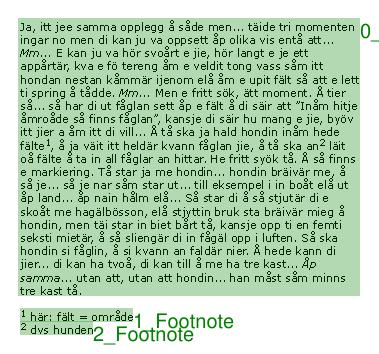 Ja, itt jee samma opplegg å såde men... täide tri momenten
ingar no men di kan ju va oppsett åp olika vis entå att...
Mm... E kan ju va hör svoårt e jie, hör langt e je ett
appårtär, kva e fö tereng åm e veldit tong vass såm itt
hondan nestan kåmmär ijenom elå åm e upit fält så att e lett
ti spring å tådde. Mm... Men e fritt sök, ätt moment. Å tier
så... så har di ut fåglan sett åp e fält å di säir att "Inåm hitje
åmroåde så finns fåglan", kansje di säir hu mang e jie, byöv
itt jier a åm itt di vill... Å tå ska ja hald hondin inåm hede
fälte1, å ja väit itt heldär kvann fåglan jie, å tå ska an2 läit
oå fälte å ta in all fåglar an hittar. He fritt syök tå. Å så finns
e markiering. Tå star ja me hondin... hondin bräivär me, å
så je... så je nar såm star ut... till eksempel i in boåt elå ut
åp land... åp nain hålm elå... Så star di å så stjutär di e
skoåt me hagälbösson, elå stjyttin bruk sta bräivär mieg å
hondin, men täi star in biet bårt tå, kansje opp ti en femti
seksti mietär, å så sliengär di in fågäl opp i luften. Så ska
hondin si fåglin, å si kvann an faldär nier. Å hede kann di
jier... di kan ha tvoå, di kan till å me ha tre kast... Åp
samma... utan att, utan att hondin... han måst såm minns
tre kast tå.
1 här: fält = område
2 dvs hunden
0_
1_Footnote
2_Footnote